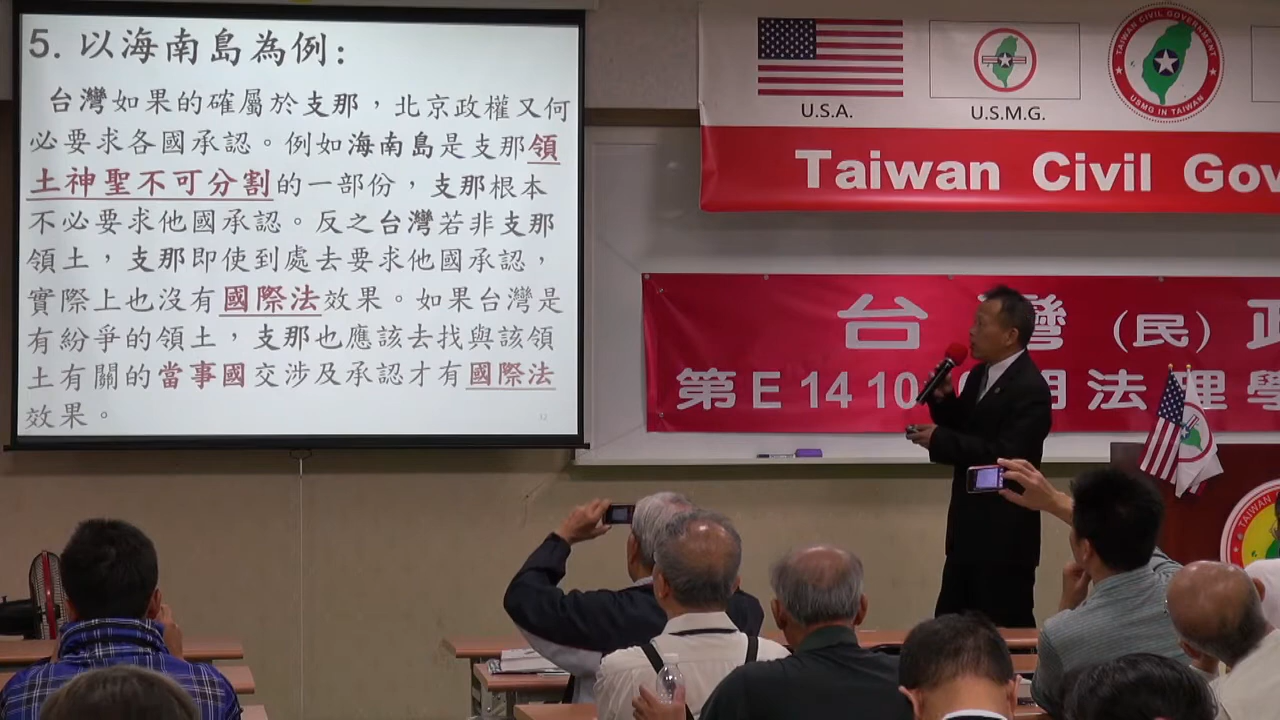 5. 以海南島為例:
台灣如果的確屬於支那，北京政權又何
必要求各國承認。例如海南島是支那領
土神聖不可分割的一部份，支那根本
不必要求他國承認。反之台灣若非支那
領土，支那即使到處去要求他國承認，
實際上也沒有國際法效果。如果台灣是
有紛爭的領土，支那也應該去找與該領
土有關的當事國交涉及承認才有國際法
效果。
12
U.S.A.
U.S.M.G.
TAIWAN CIVIL GOVERNMENT
USMG IN TAIWAN
Taiwan Civil Gov
台灣（民）政
第E 14 10 期法理學
TAIWAN